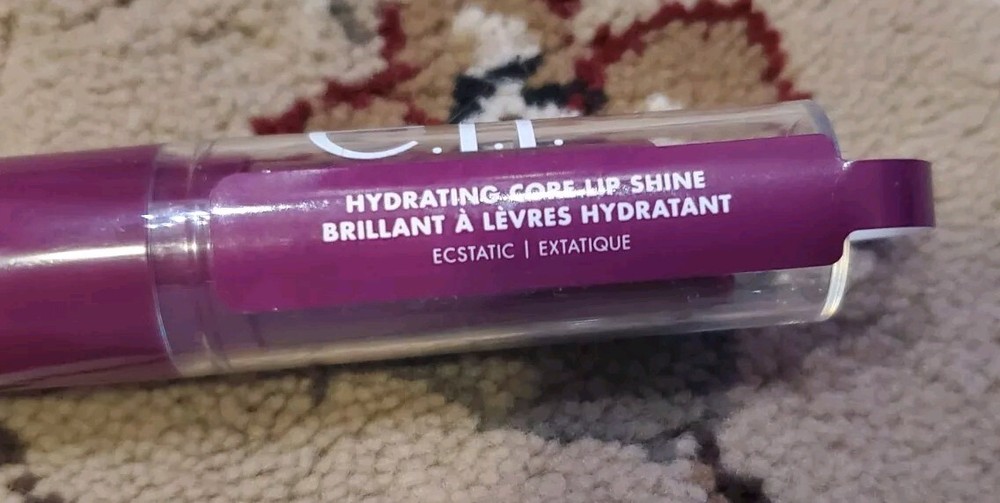 e.l.f.
HYDRATING CORE LIP SHINE
BRILLANT À LÈVRES HYDRATANT
ECSTATIC | EXTATIQUE